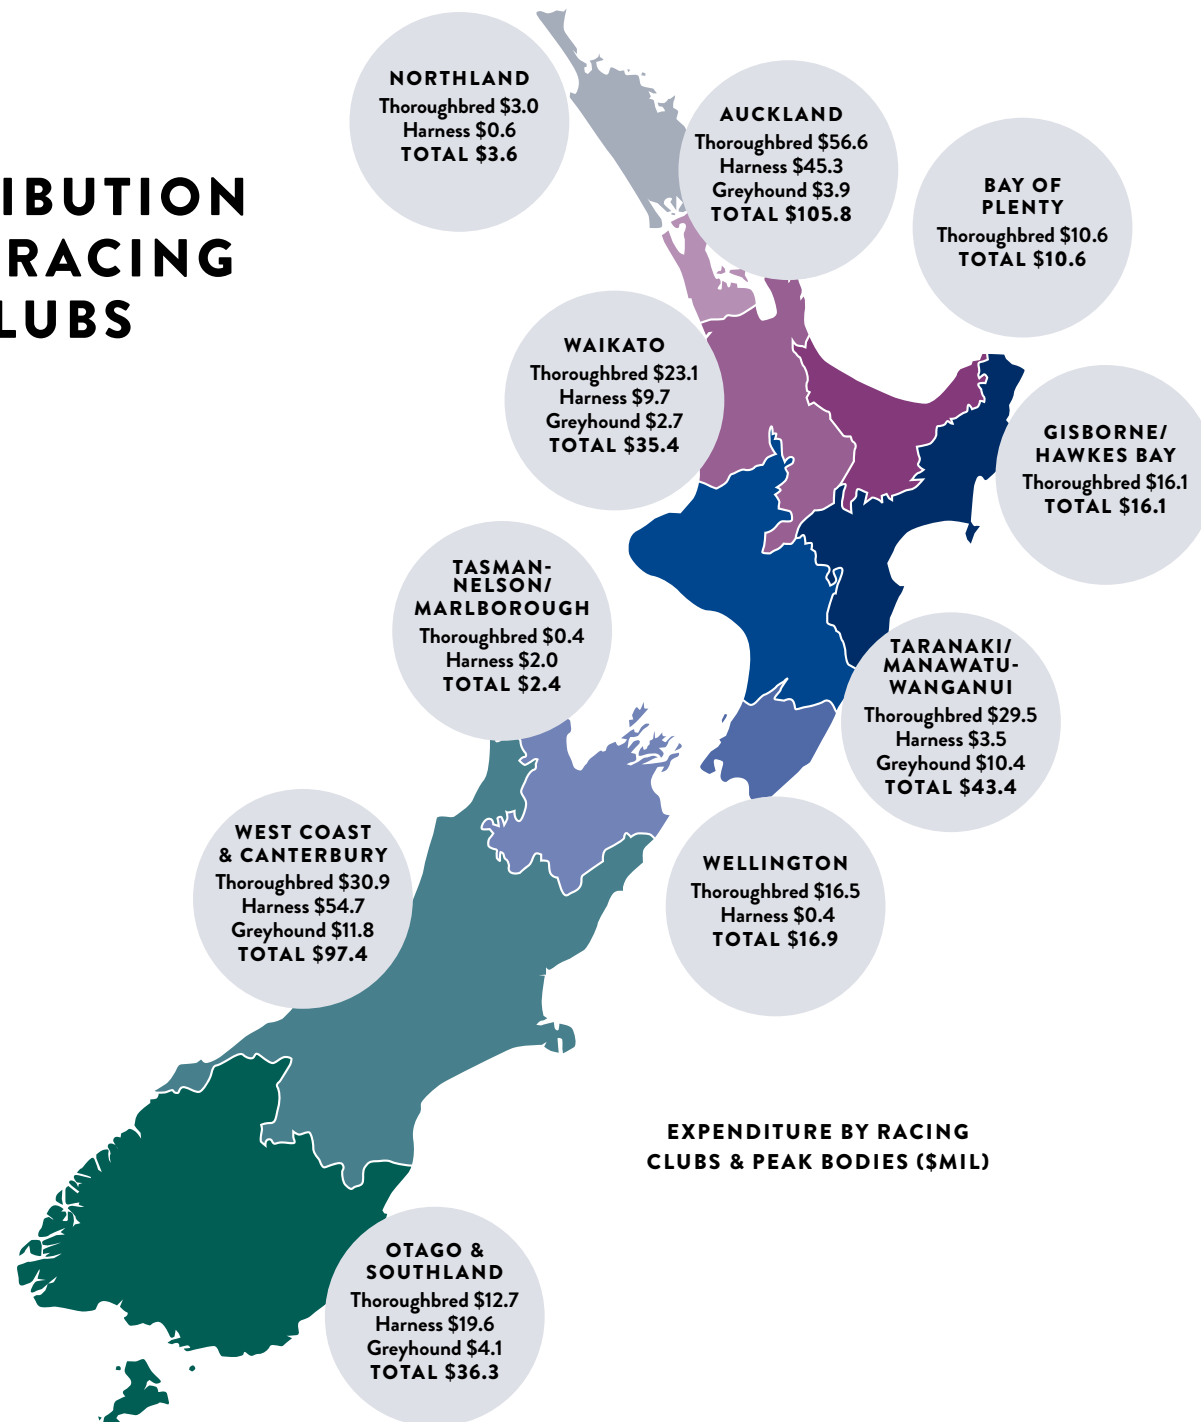 IBUTION
RACING
LUBS
NORTHLAND
Thoroughbred $3.0
Harness $0.6
TOTAL $3.6
AUCKLAND
Thoroughbred $56.6
Harness $45.3
Greyhound $3.9
TOTAL $105.8
BAY OF
PLENTY
Thoroughbred $10.6
TOTAL $10.6
WAIKATO
Thoroughbred $23.1
Harness $9.7
Greyhound $2.7
TOTAL $35.4
GISBORNE/
HAWKES BAY
Thoroughbred $16.1
TOTAL $16.1
TASMAN-
NELSON/
MARLBOROUGH
Thoroughbred $0.4
Harness $2.0
TOTAL $2.4
TARANAKI/
MANAWATU-
WANGANUI
Thoroughbred $29.5
Harness $3.5
Greyhound $10.4
TOTAL $43.4
WEST COAST
& CANTERBURY
Thoroughbred $30.9
Harness $54.7
Greyhound $11.8
TOTAL $97.4
WELLINGTON
Thoroughbred $16.5
Harness $0.4
TOTAL $16.9
EXPENDITURE BY RACING
CLUBS & PEAK BODIES ($MIL)
OTAGO &
SOUTHLAND
Thoroughbred $12.7
Harness $19.6
Greyhound $4.1
TOTAL $36.3